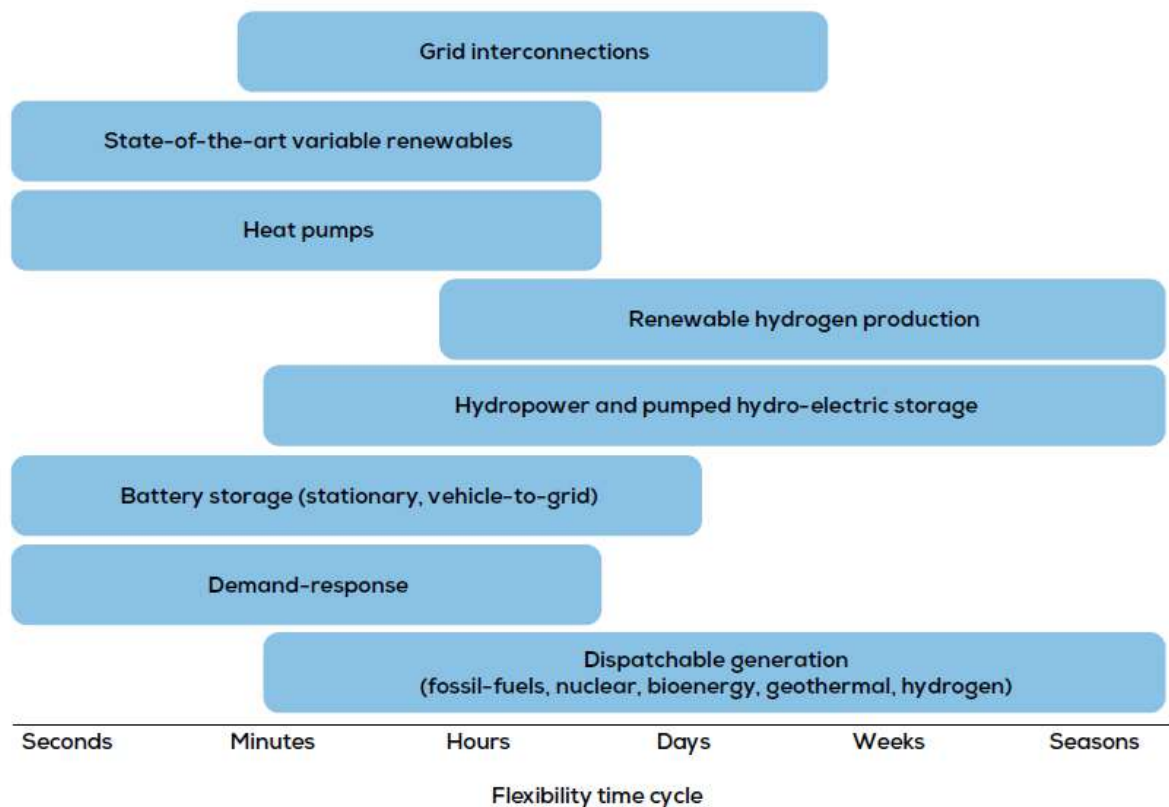 Grid interconnections
State-of-the-art variable renewables
Heat pumps
Renewable hydrogen production
Hydropower and pumped hydro-electric storage
Battery storage (stationary, vehicle-to-grid)
Demand-response
Dispatchable generation
(fossil-fuels, nuclear, bioenergy, geothermal, hydrogen)
Seconds Minutes Hours Days Weeks Seasons
Flexibility time cycle